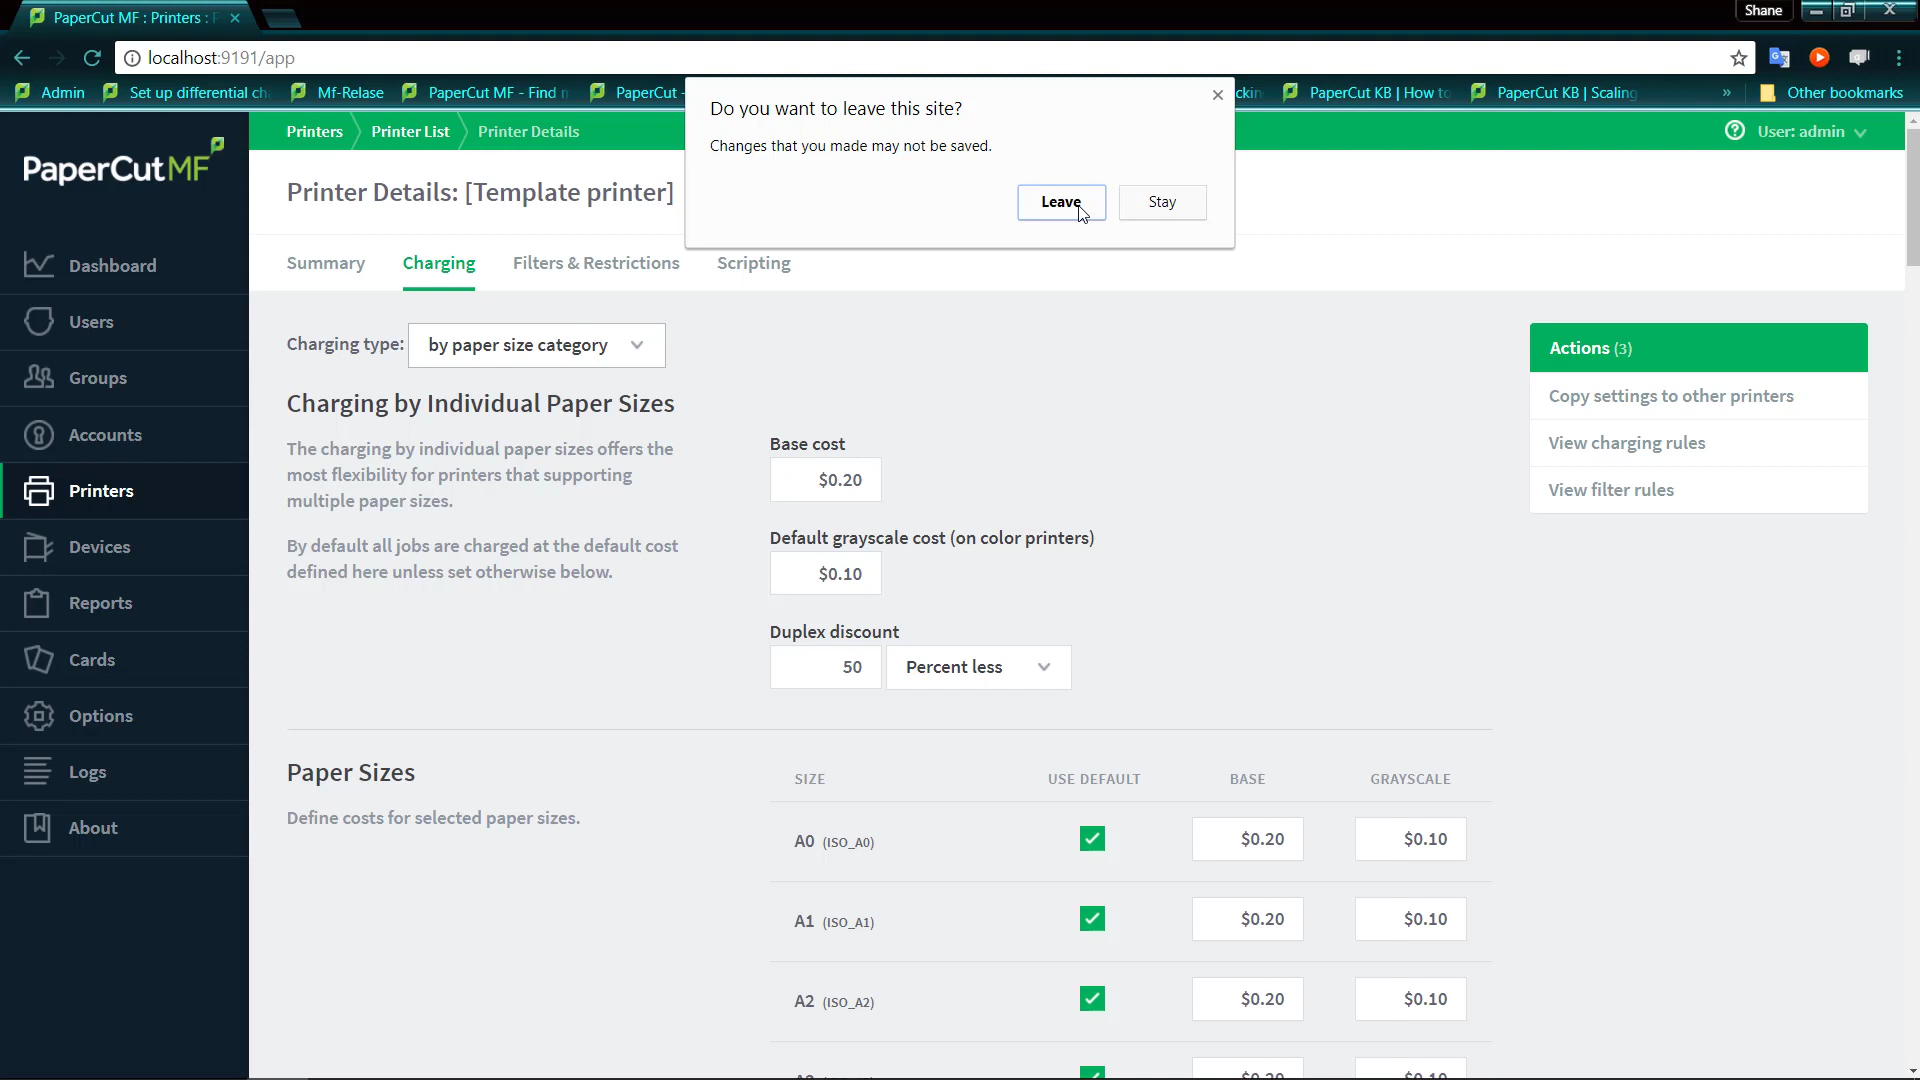 PaperCut MF : Printers :
Shane
localhost:9191/app
Admin
Set up differential
Mf-Relase
PaperCut MF - Find
PaperCut -
PaperCut KB | How to
PaperCut KB | Scaling
»
Other bookmarks
Do you want to leave this site?
Changes that you made may not be saved.
Leave
Stay
PaperCutMF
Printers
Printer List
Printer Details
User: admin
Printer Details: [Template printer]
Summary
Charging
Filters & Restrictions
Scripting
Dashboard
Users
Groups
Accounts
Printers
Devices
Reports
Cards
Options
Logs
About
Charging type:
by paper size category
Charging by Individual Paper Sizes
The charging by individual paper sizes offers the
most flexibility for printers that supporting
multiple paper sizes.
By default all jobs are charged at the default cost
defined here unless set otherwise below.
Base cost
$0.20
Default grayscale cost (on color printers)
$0.10
Duplex discount
50
Percent less
Actions (3)
Copy settings to other printers
View charging rules
View filter rules
Paper Sizes
Define costs for selected paper sizes.
SIZE USE DEFAULT BASE GRAYSCALE
A0 (ISO_A0) $0.20 $0.10
A1 (ISO_A1) $0.20 $0.10
A2 (ISO_A2) $0.20 $0.10